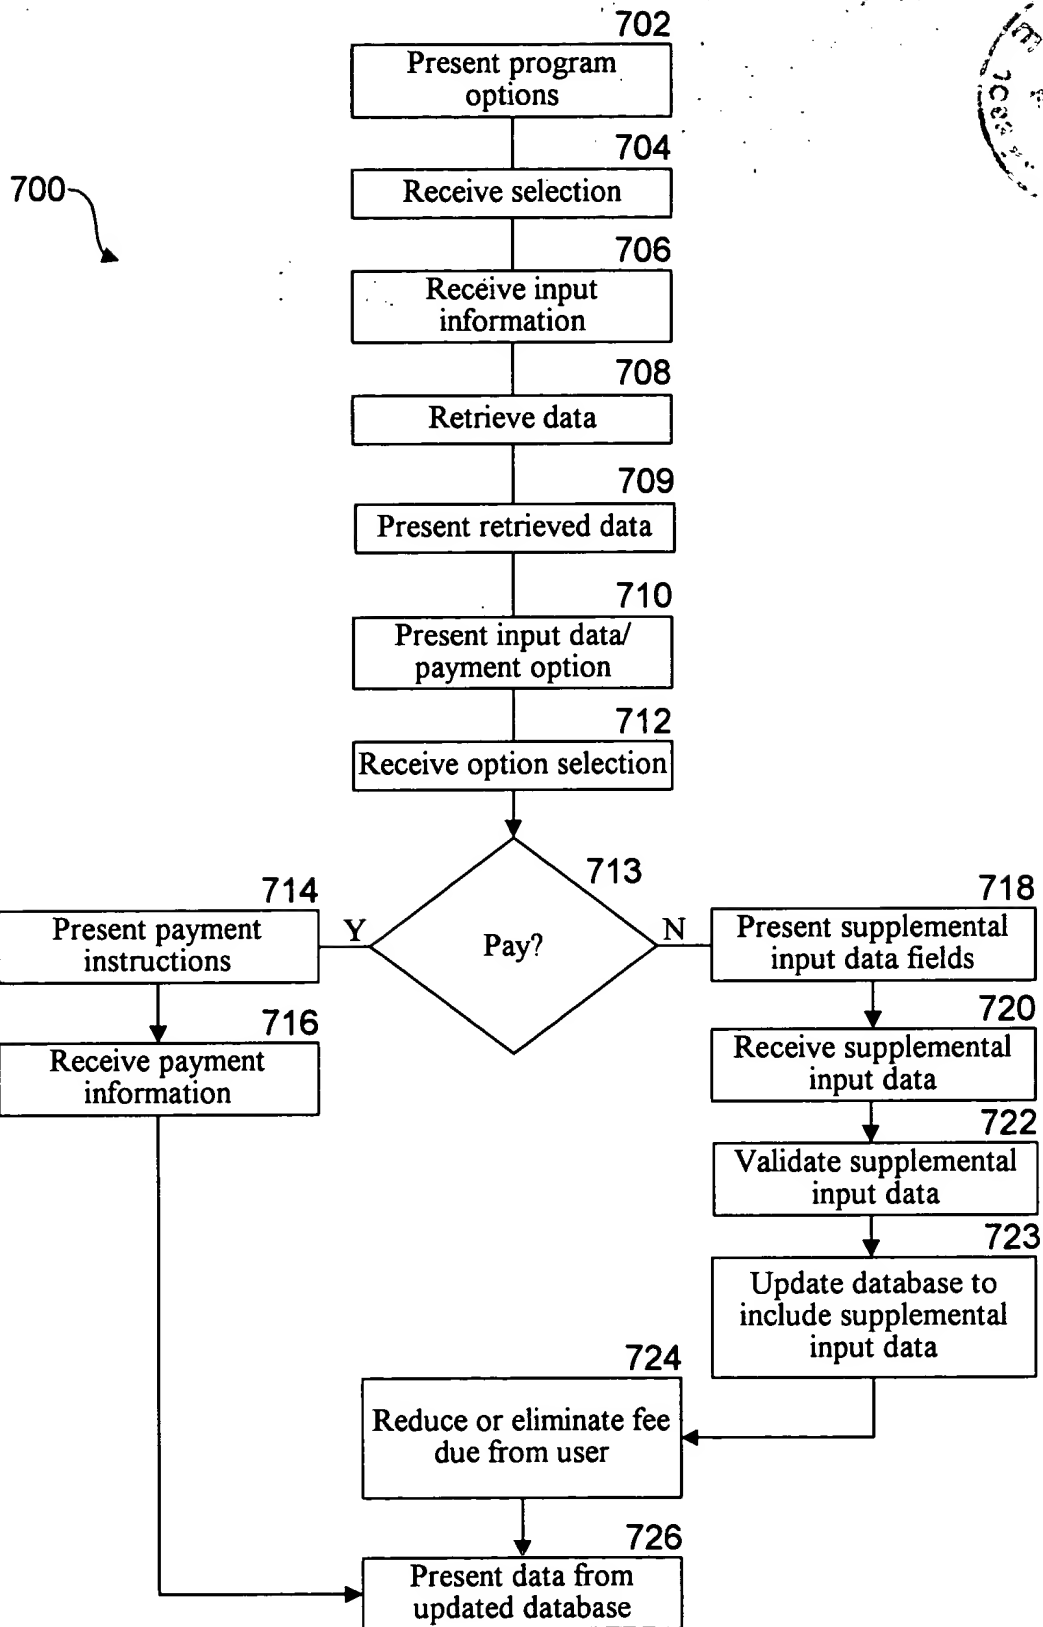 702
Present program
options
704
Receive selection
700
706
Receive input
information
708
Retrieve data
709
Present retrieved data
710
Present input data/
payment option
712
Receive option selection
713
Pay?
Y
N
714
Present payment
instructions
716
Receive payment
information
718
Present supplemental
input data fields
720
Receive supplemental
input data
722
Validate supplemental
input data
723
Update database to
include supplemental
input data
724
Reduce or eliminate fee
due from user
726
Present data from
updated database